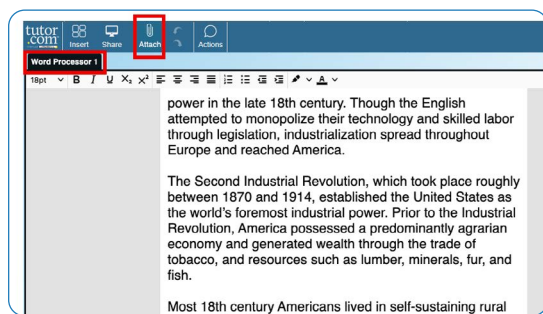 tutor
.com
Insert
Share
Attach
Actions
Word Processor 1
18pt B I U X₂ X² A
power in the late 18th century. Though the English
attempted to monopolize their technology and skilled labor
through legislation, industrialization spread throughout
Europe and reached America.
The Second Industrial Revolution, which took place roughly
between 1870 and 1914, established the United States as
the world's foremost industrial power. Prior to the Industrial
Revolution, America possessed a predominantly agrarian
economy and generated wealth through the trade of
tobacco, and resources such as lumber, minerals, fur, and
fish.
Most 18th century Americans lived in self-sustaining rural